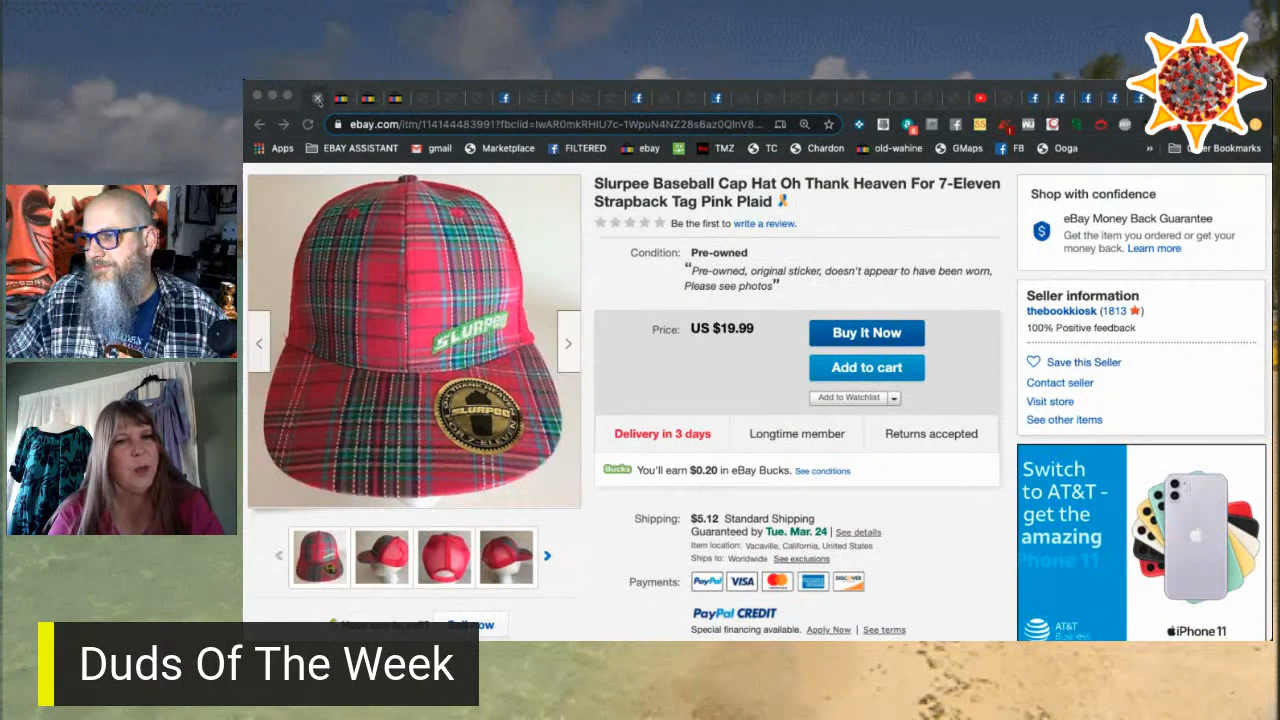 ebay.com/itm/114144483991?fbclid=IwAR0mkRHIU7c-1WpuN4NZ28s6az0QlnV8...
Apps EBAY ASSISTANT gmail Marketplace FILTERED ebay TMZ TC Chardon old-wahine GMaps FB Ooga » Other Bookmarks
Slurpee Baseball Cap Hat Oh Thank Heaven For 7-Eleven
Strapback Tag Pink Plaid
Be the first to write a review.
Condition: Pre-owned
“Pre-owned, original sticker, doesn't appear to have been worn,
Please see photos”
Price: US $19.99
Buy It Now
Add to cart
Add to Watchlist
Delivery in 3 days Longtime member Returns accepted
Bucks You'll earn $0.20 in eBay Bucks. See conditions
Shipping: $5.12 Standard Shipping
Guaranteed by Tue. Mar. 24 | See details
Item location: Vacaville, California, United States
Ships to: Worldwide See exclusions
Payments: PayPal VISA MasterCard DISCOVER
PayPal CREDIT
Special financing available. Apply Now | See terms
Shop with confidence
eBay Money Back Guarantee
Get the item you ordered or get your
money back. Learn more
Seller information
thebookkiosk (1813)
100% Positive feedback
Save this Seller
Contact seller
Visit store
See other items
Switch
to AT&T -
get the
amazing
iPhone 11
AT&T
Business
iPhone 11
SLURPEE
SLURPEE
Duds Of The Week